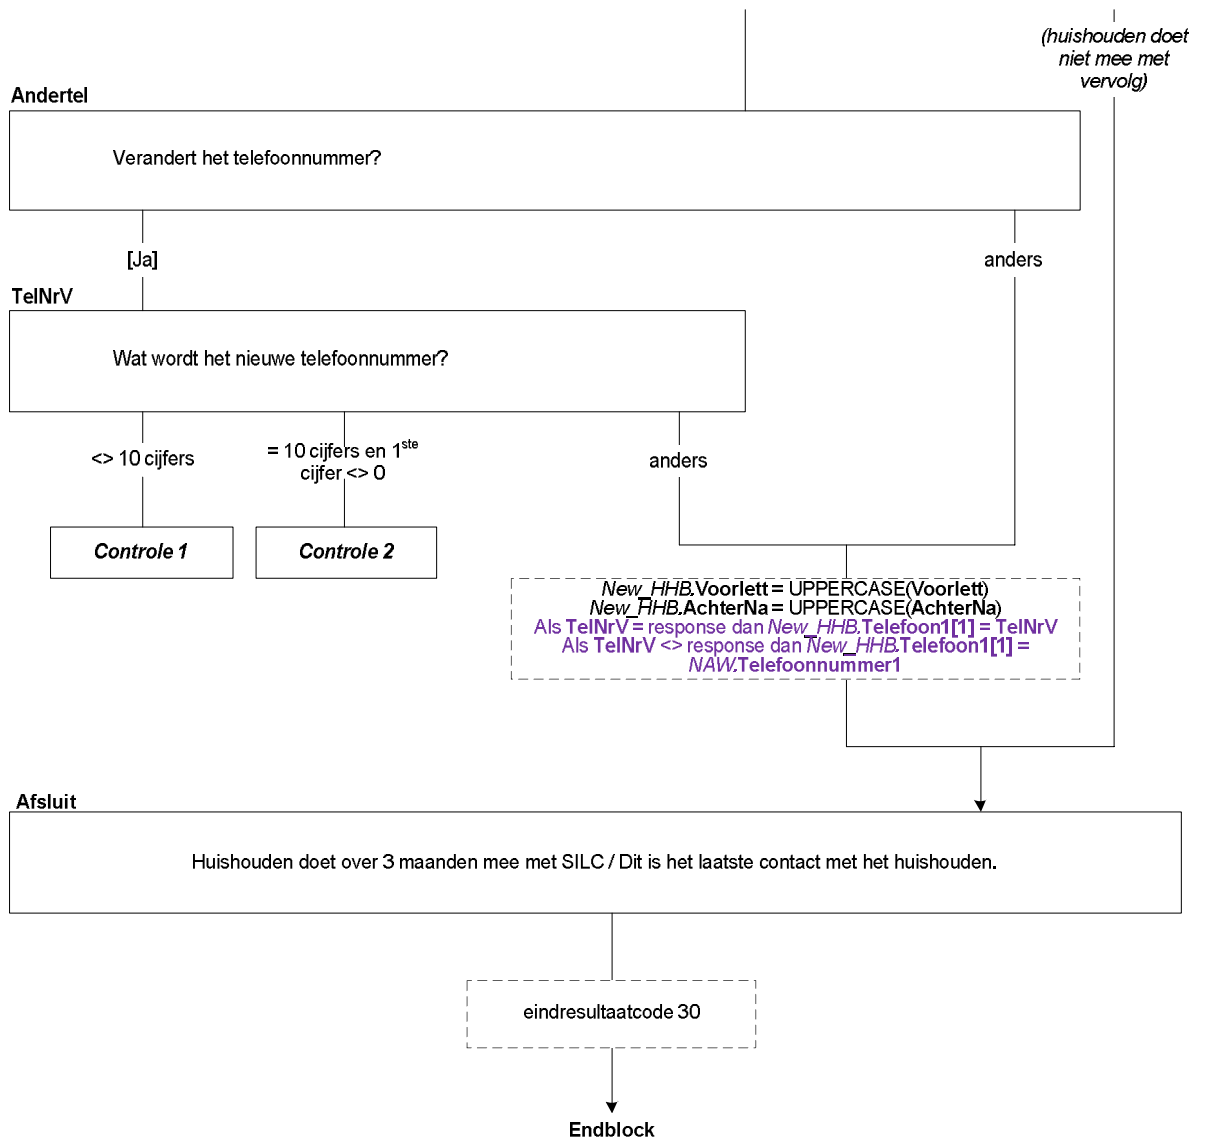 (huishouden doet
niet mee met
vervolg)
Andertel
Verandert het telefoonnummer?
[Ja]
anders
TelNrV
Wat wordt het nieuwe telefoonnummer?
<> 10 cijfers
= 10 cijfers en 1ste
cijfer <> 0
anders
Controle 1
Controle 2
New_HHB.Voorlett = UPPERCASE(Voorlett)
New_HHB.AchterNa = UPPERCASE(AchterNa)
Als TelNrV = response dan New_HHB.Telefoon1[1] = TelNrV
Als TelNrV <> response dan New_HHB.Telefoon1[1] =
NAW.Telefoonnummer1
Afsluit
Huishouden doet over 3 maanden mee met SILC / Dit is het laatste contact met het huishouden.
eindresultaatcode 30
Endblock